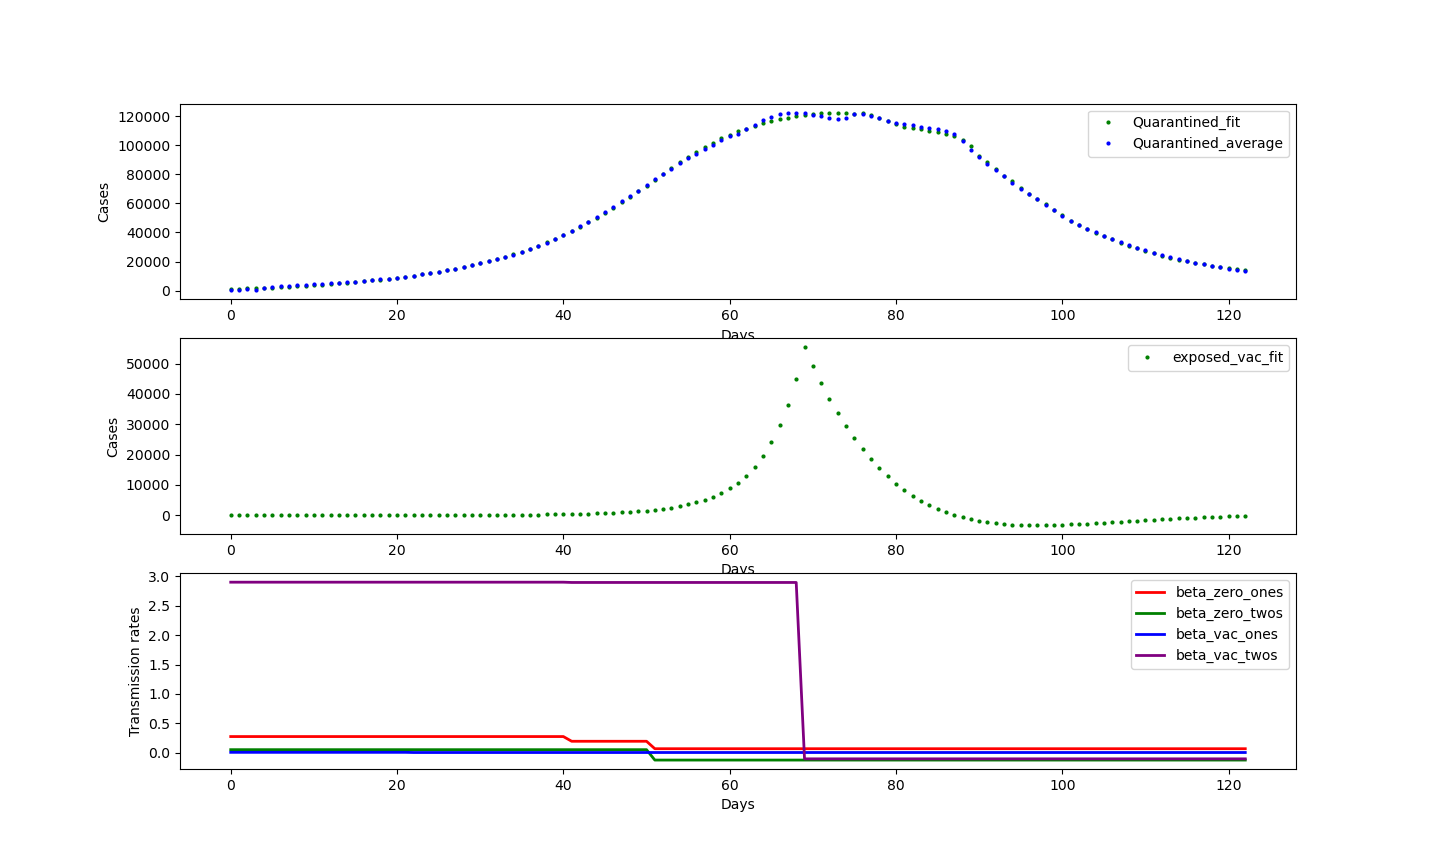 120000
100000
80000
60000
40000
20000
0
Cases
Quarantined_fit
Quarantined_average
0 20 40 60 80 100 120
Days
50000
40000
30000
20000
10000
0
Cases
exposed_vac_fit
0 20 40 60 80 100 120
Days
3.0
2.5
2.0
1.5
1.0
0.5
0.0
Transmission rates
beta_zero_ones
beta_zero_twos
beta_vac_ones
beta_vac_twos
0 20 40 60 80 100 120
Days